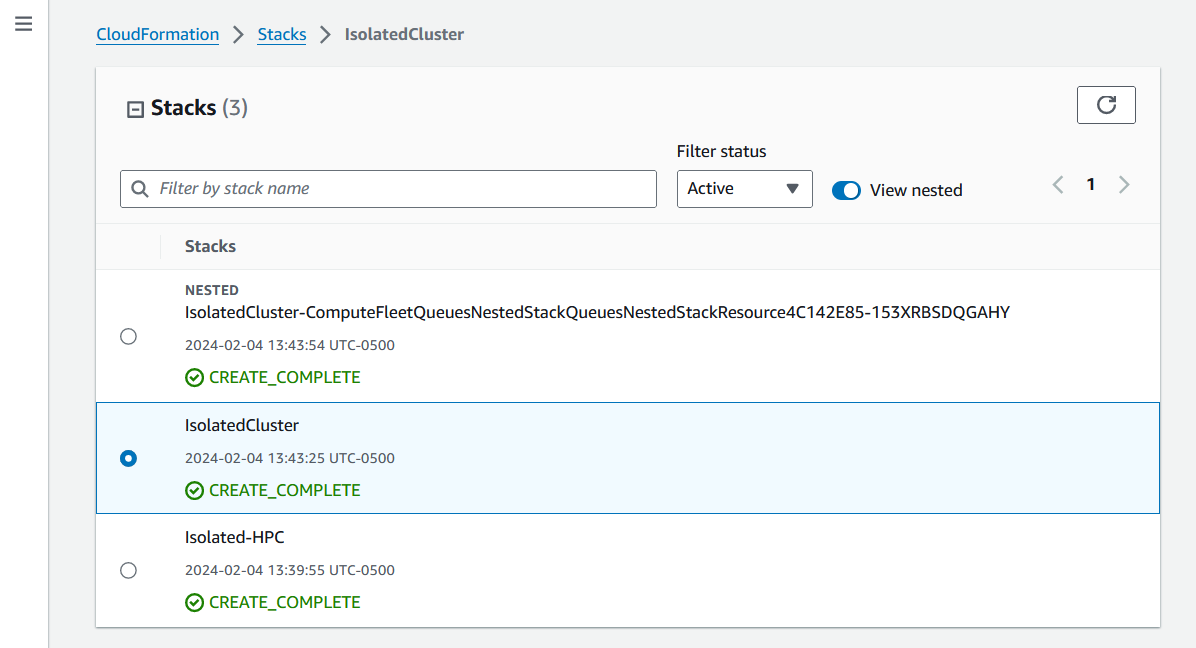 CloudFormation > Stacks > IsolatedCluster
Stacks (3)
Filter status
Filter by stack name
Active
View nested
1
Stacks
NESTED
IsolatedCluster-ComputeFleetQueuesNestedStackQueuesNestedStackResource4C142E85-153XRBSDQGAHY
2024-02-04 13:43:54 UTC-0500
CREATE_COMPLETE
IsolatedCluster
2024-02-04 13:43:25 UTC-0500
CREATE_COMPLETE
Isolated-HPC
2024-02-04 13:39:55 UTC-0500
CREATE_COMPLETE